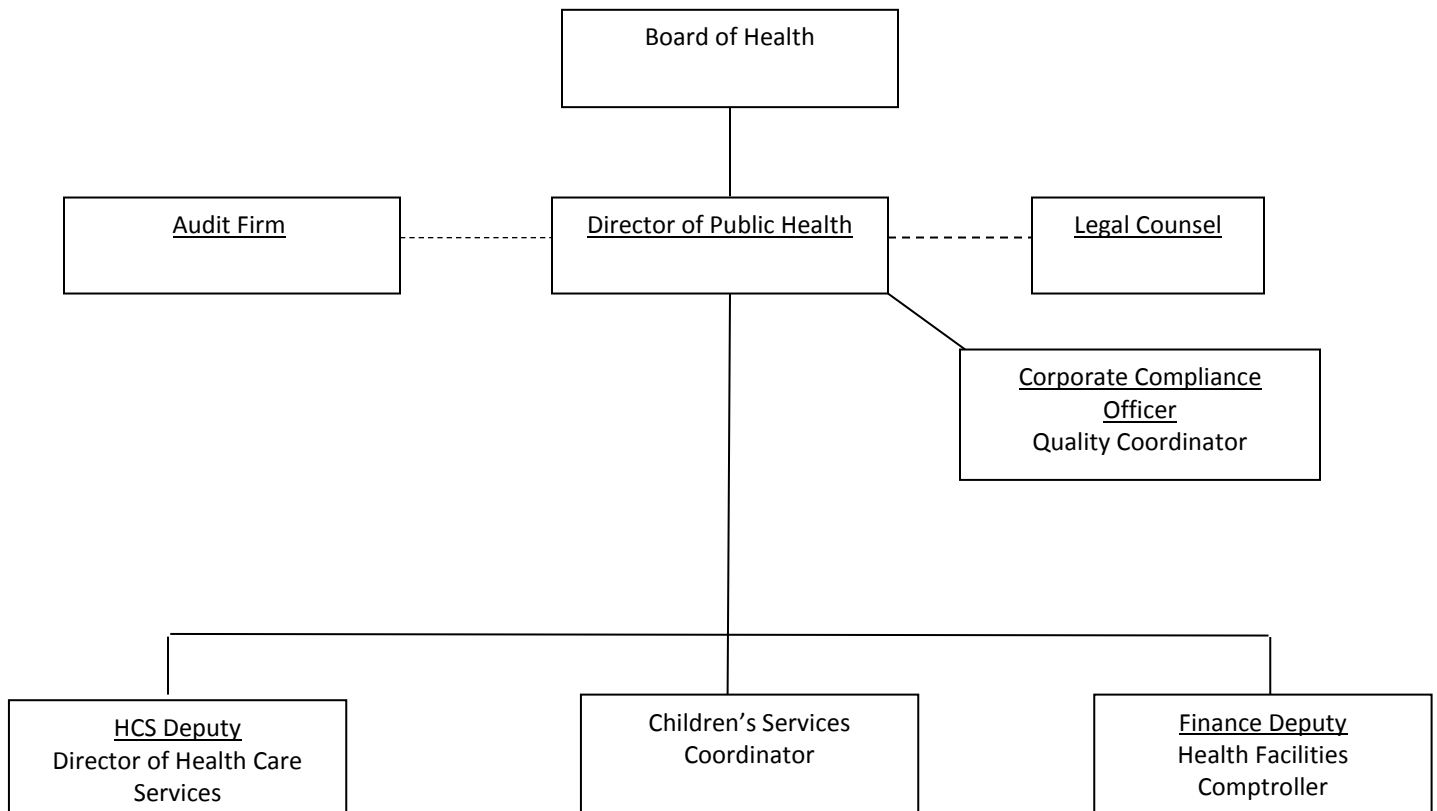 Board of Health
Audit Firm
Director of Public Health
Legal Counsel
Corporate Compliance
Officer
Quality Coordinator
HCS Deputy
Director of Health Care
Services
Children’s Services
Coordinator
Finance Deputy
Health Facilities
Comptroller